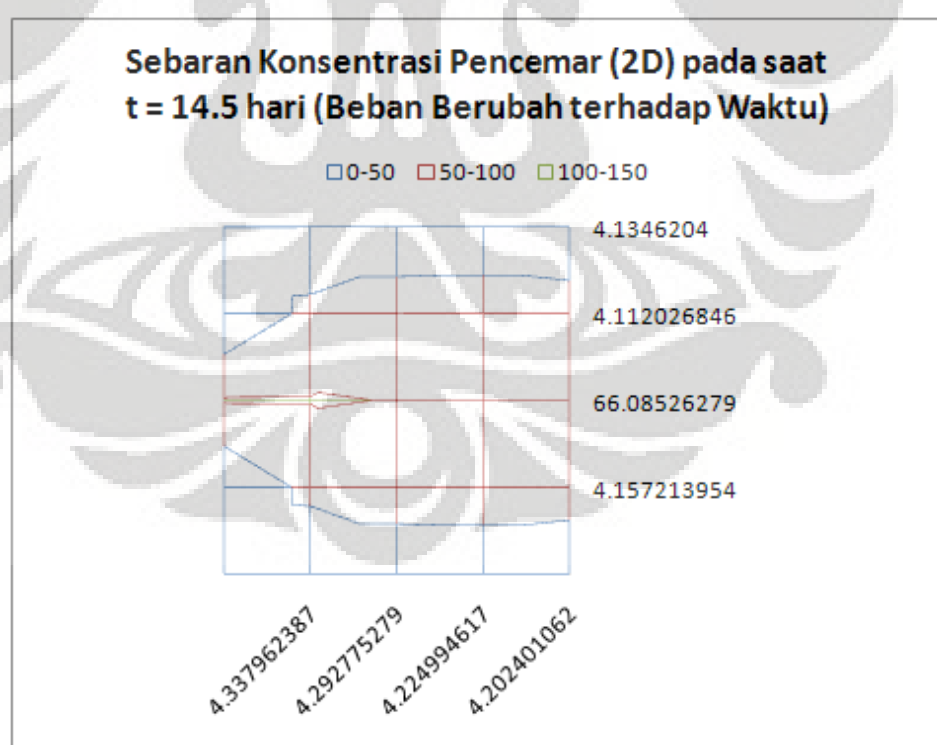 Sebaran Konsentrasi Pencemar (2D) pada saat
t = 14.5 hari (Beban Berubah terhadap Waktu)
0-50 50-100 100-150
4.1346204
4.112026846
66.08526279
4.157213954
4.337962387
4.292775279
4.224994617
4.202401062